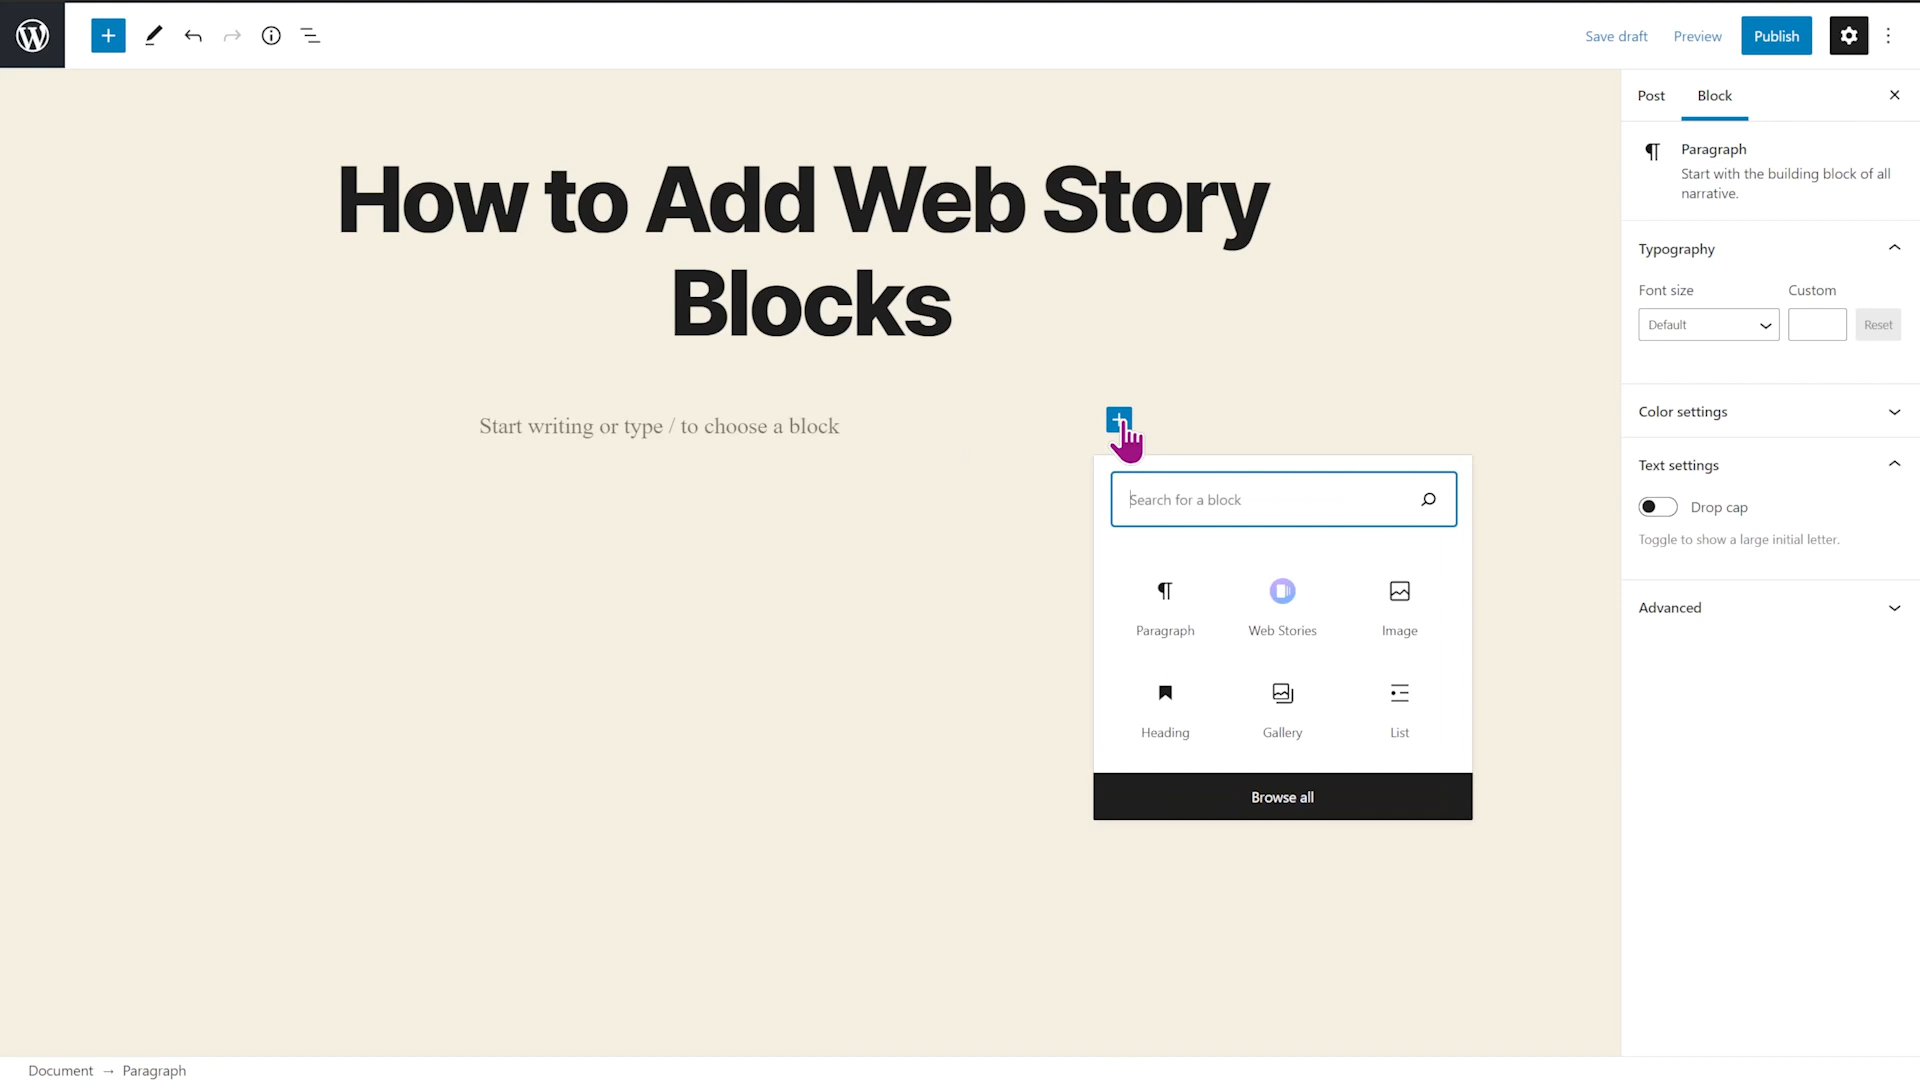 Save draft
Preview
Publish
Post
Block
How to Add Web Story
Blocks
Start writing or type / to choose a block
Search for a block
Paragraph
Web Stories
Image
Heading
Gallery
List
Browse all
Paragraph
Start with the building block of all
narrative.
Typography
Font size
Custom
Default
Reset
Color settings
Text settings
Drop cap
Toggle to show a large initial letter.
Advanced
Document → Paragraph